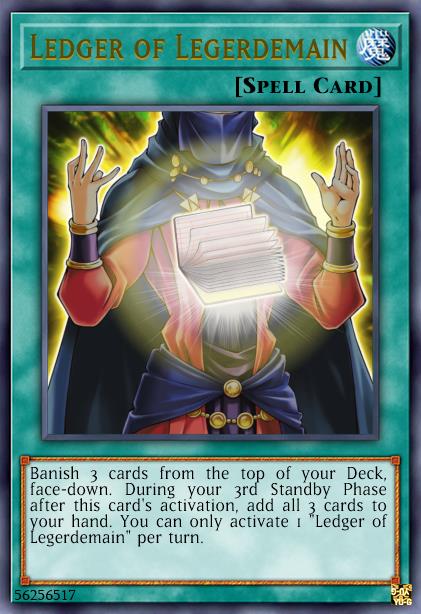 Ledger of Legerdemain 魔
[Spell Card]
Banish 3 cards from the top of your Deck,
face-down. During your 3rd Standby Phase
after this card's activation, add all 3 cards to
your hand. You can only activate 1 "Ledger of
Legerdemain" per turn.
56256517